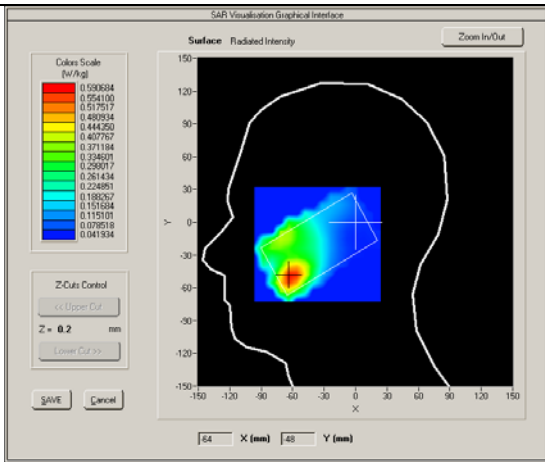 SAR Visualisation Graphical Interface
Surface Radiated Intensity
Zoom In/Out
Colors Scale
(W/kg)
0.590684
0.554100
0.517517
0.480934
0.444350
0.407767
0.371184
0.334601
0.298017
0.261434
0.224851
0.188267
0.151684
0.115101
0.078518
0.041934
Z-Cuts Control
<< Upper Cut
Z = 0.2 mm
Lower Cut >>
SAVE Cancel
150-
120-
90-
60-
30-
0-
-30-
-60-
-90-
-120-
-150-
Y
-150 -120 -90 -60 -30 0 30 60 90 120 150
X
-64 X (mm) -48 Y (mm)